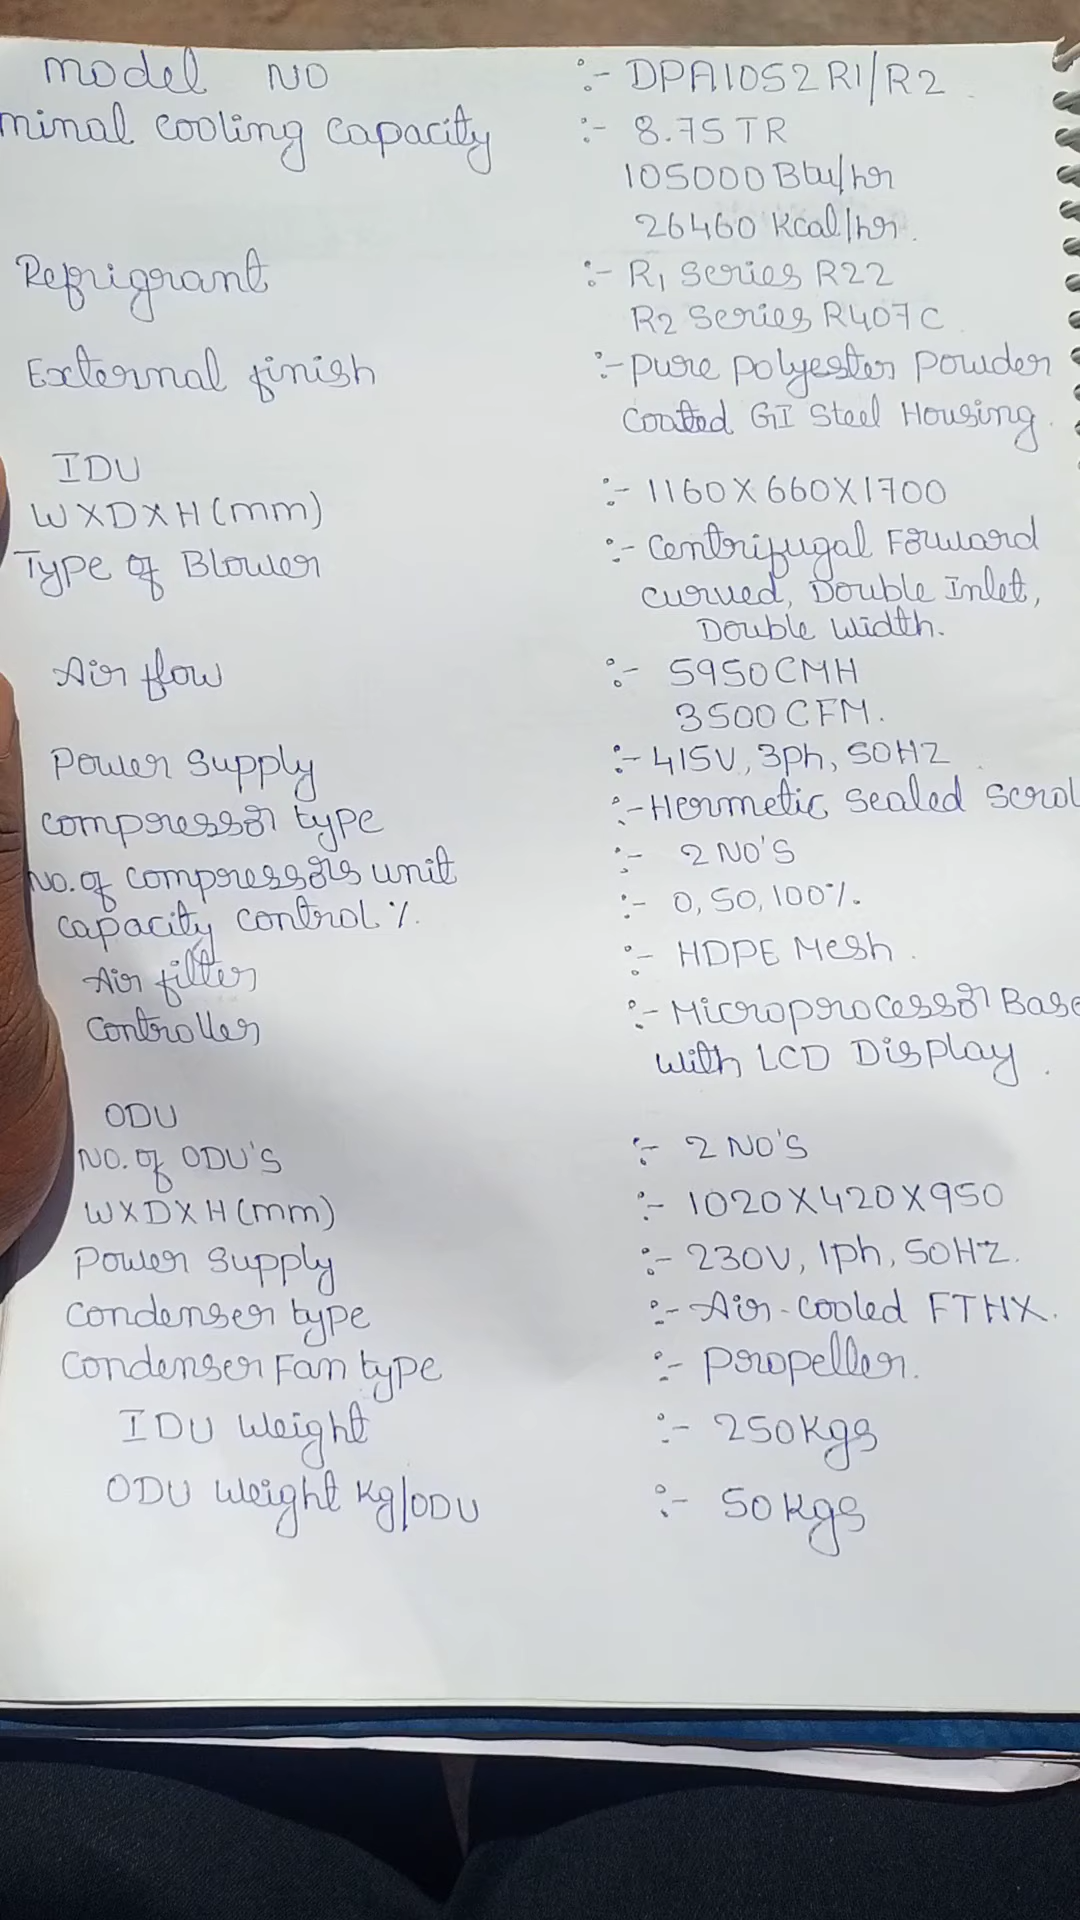 Model NO :- DPA1052R1/R2
minal cooling capacity :- 8.75TR
105000Btu/hr
26460 Kcal/hr.
Refrigrant :- R1 Series R22
R2 Series R407C
External finish :- pure polyester powder
Coatted GI Steel Housing.
IDU
WXDXH(mm) :- 1160X660X1700
Type of Blower :- Centrifugal Forward
curved, Double Inlet,
Double Width.
Air flow :- 5950CMH
3500CFM.
Power supply :- 415V, 3ph, 50HZ
compressor type :- Hermetic sealed scrol
NO. of compressors unit :- 2 NO'S
capacity control % :- 0, 50, 100%.
Air filter :- HDPE Mesh.
Controller :- Microprocessor Base
with LCD Display.
ODU
NO. of ODU'S :- 2 NO'S
WXDXH(mm) :- 1020X420X950
Power supply :- 230V, 1ph, 50HZ.
Condenser type :- Air-cooled FTHX.
Condenser Fan type :- Propeller.
IDU Weight :- 250Kgs
ODU weight Kg/ODU :- 50Kgs